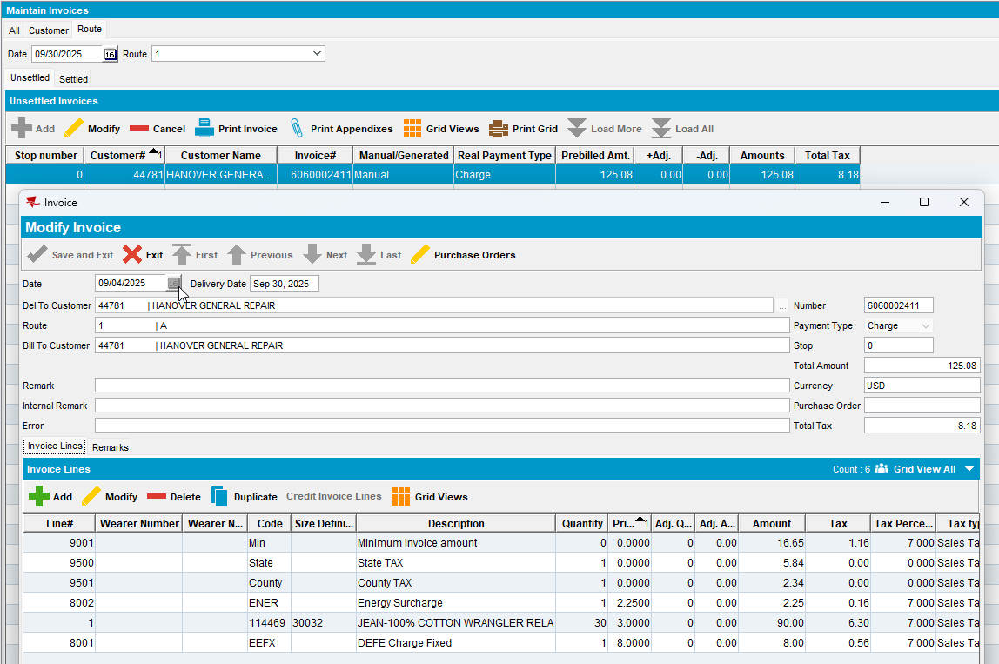 Maintain Invoices
All Customer Route
Date 09/30/2025 16 Route 1
Unsettled Settled
Unsettled Invoices
Add Modify Cancel Print Invoice Print Appendixes Grid Views Print Grid Load More Load All
Stop number Customer# 1 Customer Name Invoice# Manual/Generated Real Payment Type Prebilled Amt. +Adj. -Adj. Amounts Total Tax
0 44781 HANOVER GENERA... 6060002411 Manual Charge 125.08 0.00 0.00 125.08 8.18
Invoice
Modify Invoice
Save and Exit Exit First Previous Next Last Purchase Orders
Date 09/04/2025 16 Delivery Date Sep 30, 2025
Del To Customer 44781 | HANOVER GENERAL REPAIR ... Number 6060002411
Route 1 | A Payment Type Charge
Bill To Customer 44781 | HANOVER GENERAL REPAIR Stop 0
Total Amount 125.08
Remark Currency USD
Internal Remark Purchase Order
Error Total Tax 8.18
Invoice Lines Remarks
Invoice Lines Count : 6 Grid View All
Add Modify Delete Duplicate Credit Invoice Lines Grid Views
Line# Wearer Number Wearer N... Code Size Defini... Description Quantity Pri... 1 Adj. Q... Adj. A... Amount Tax Tax Perce... Tax typ
9001 Min Minimum invoice amount 0 0.0000 0 0.00 16.65 1.16 7.000 Sales Ta
9500 State State TAX 1 0.0000 0 0.00 5.84 0.00 0.000 Sales Ta
9501 County County TAX 1 0.0000 0 0.00 2.34 0.00 0.000 Sales Ta
8002 ENER Energy Surcharge 1 2.2500 0 0.00 2.25 0.16 7.000 Sales Ta
1 114469 30032 JEAN-100% COTTON WRANGLER RELA 30 3.0000 0 0.00 90.00 6.30 7.000 Sales Ta
8001 EEFX DEFE Charge Fixed 1 8.0000 0 0.00 8.00 0.56 7.000 Sales Ta